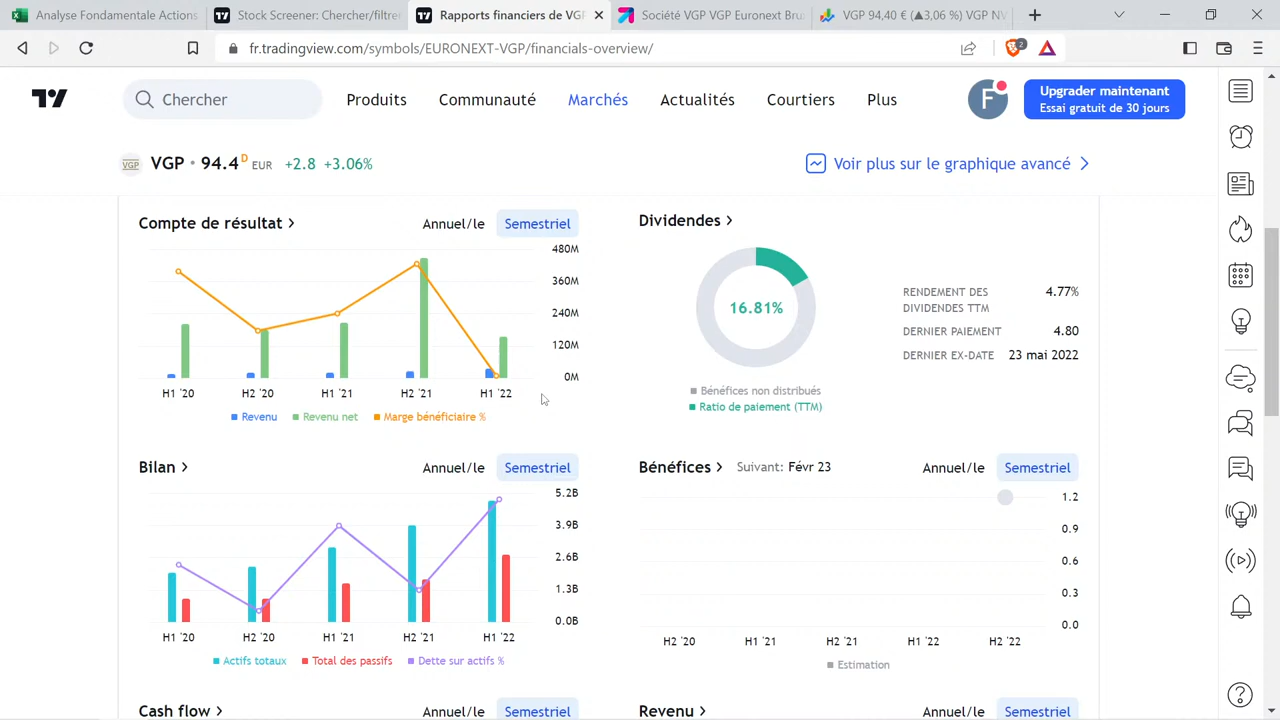 Analyse Fondamentale Actions
Stock Screener: Chercher/filtrer
Rapports financiers de VGP
Société VGP VGP Euronext Bru
VGP 94,40 € (▲3,06 %) VGP NV
fr.tradingview.com/symbols/EURONEXT-VGP/financials-overview/
2
Chercher
Produits
Communauté
Marchés
Actualités
Courtiers
Plus
F
Upgrader maintenant
Essai gratuit de 30 jours
VGP
VGP • 94.4 D EUR +2.8 +3.06%
Voir plus sur le graphique avancé
Compte de résultat
Annuel/le
Semestriel
480M
360M
240M
120M
0M
H1 '20
H2 '20
H1 '21
H2 '21
H1 '22
Revenu
Revenu net
Marge bénéficiaire %
Dividendes
16.81%
Bénéfices non distribués
Ratio de paiement (TTM)
RENDEMENT DES
DIVIDENDES TTM
4.77%
DERNIER PAIEMENT
4.80
DERNIER EX-DATE
23 mai 2022
Bilan
Annuel/le
Semestriel
5.2B
3.9B
2.6B
1.3B
0.0B
H1 '20
H2 '20
H1 '21
H2 '21
H1 '22
Actifs totaux
Total des passifs
Dette sur actifs %
Bénéfices
Suivant: Févr 23
Annuel/le
Semestriel
1.2
0.9
0.6
0.3
0.0
H2 '20
H1 '21
H2 '21
H1 '22
H2 '22
Estimation
Cash flow
Annuel/le
Semestriel
Revenu
Annuel/le
Semestriel